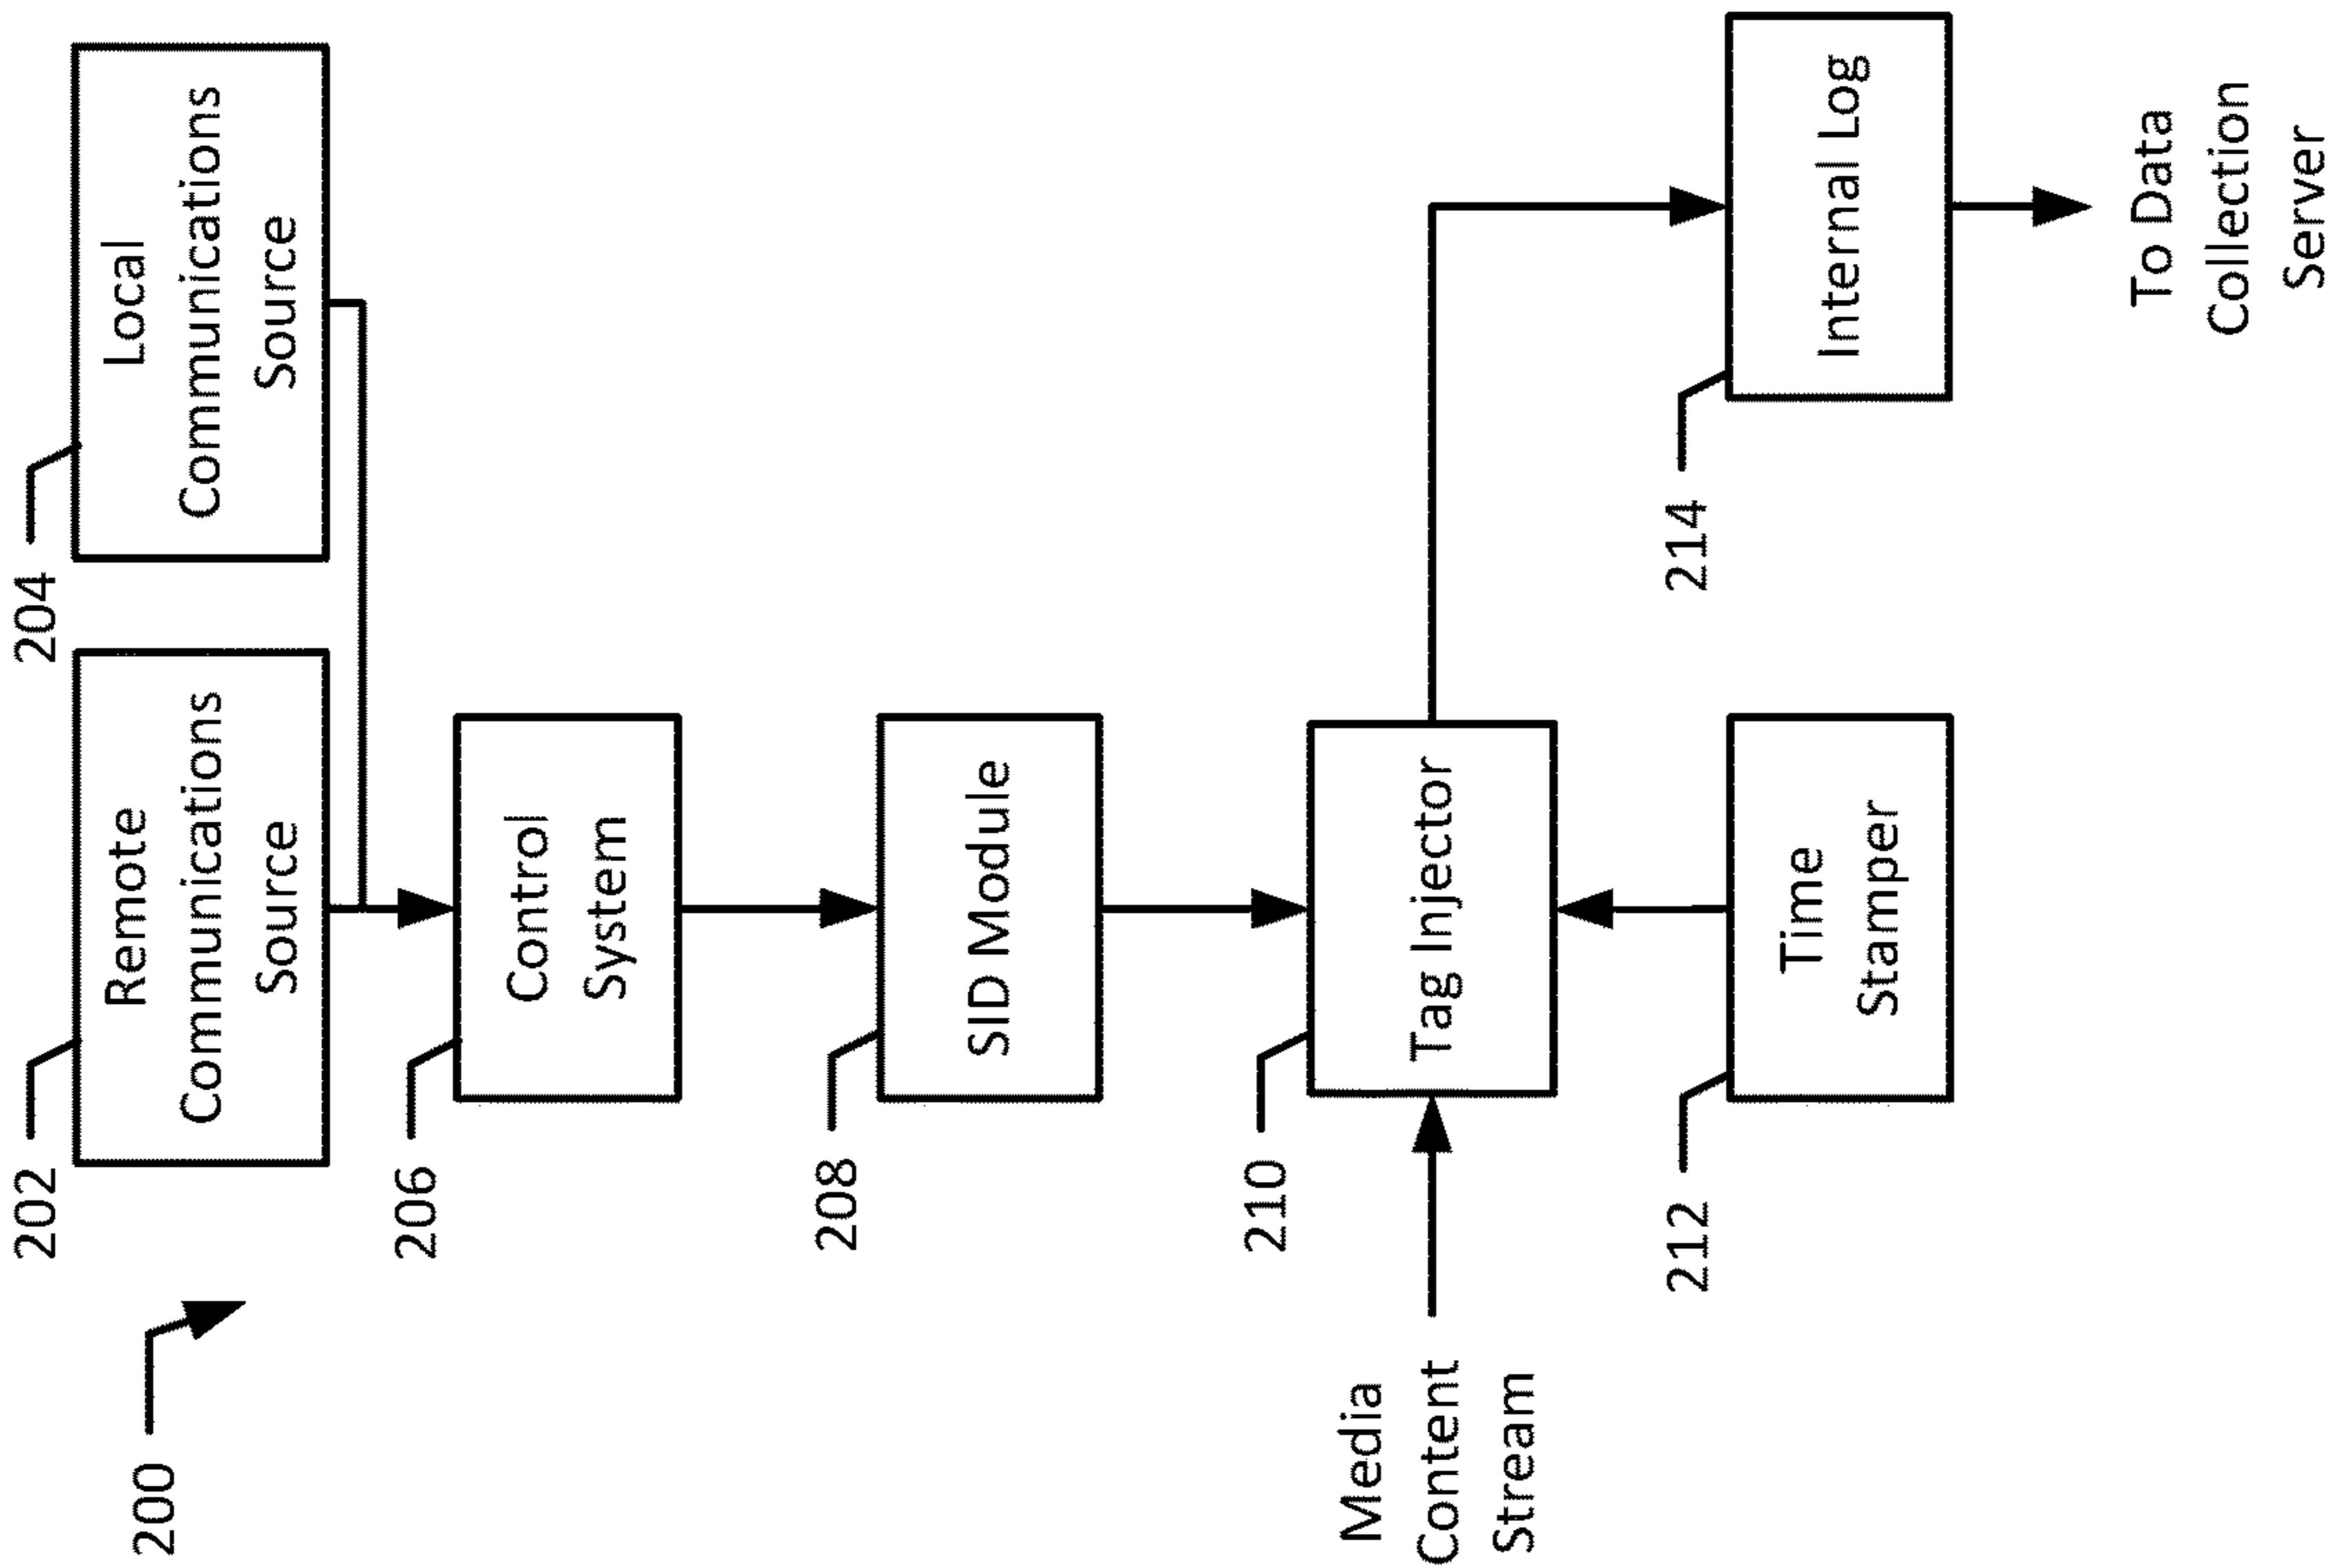 200
202
Remote
Communications
Source
204
Local
Communications
Source
206
Control
System
208
SID Module
210
Tag Injector
Media
Content
Stream
212
Time
Stamper
214
Internal Log
To Data
Collection
Server